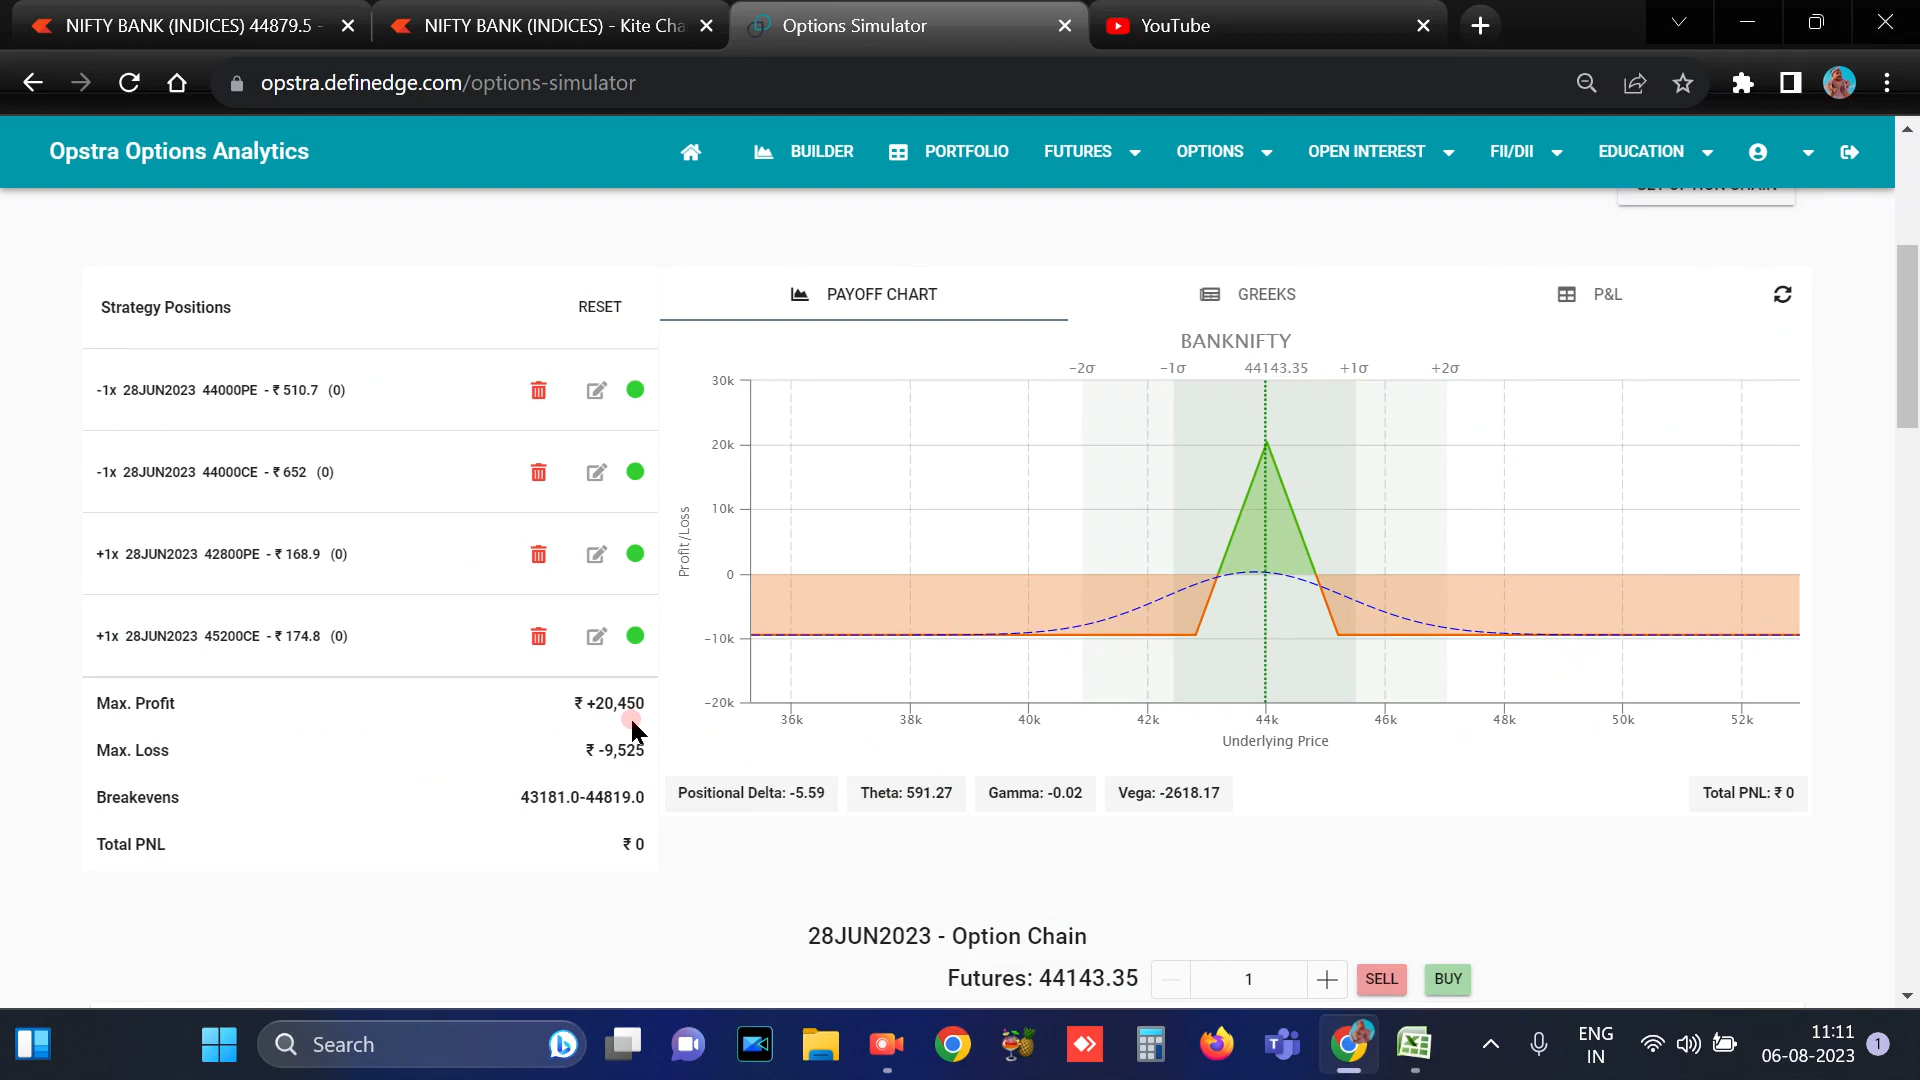 NIFTY BANK (INDICES) 44879.5 -
NIFTY BANK (INDICES) - Kite Cha
Options Simulator
YouTube
opstra.definedge.com/options-simulator
Opstra Options Analytics
BUILDER
PORTFOLIO
FUTURES
OPTIONS
OPEN INTEREST
FII/DII
EDUCATION
GET OPTION CHAIN
Strategy Positions
RESET
PAYOFF CHART
GREEKS
P&L
BANKNIFTY
-2σ -1σ 44143.35 +1σ +2σ
-1x 28JUN2023 44000PE - ₹ 510.7 (0)
-1x 28JUN2023 44000CE - ₹ 652 (0)
+1x 28JUN2023 42800PE - ₹ 168.9 (0)
+1x 28JUN2023 45200CE - ₹ 174.8 (0)
Max. Profit ₹ +20,450
Max. Loss ₹ -9,525
Breakevens 43181.0-44819.0
Total PNL ₹ 0
30k
20k
10k
0
-10k
-20k
Profit/Loss
36k 38k 40k 42k 44k 46k 48k 50k 52k
Underlying Price
Positional Delta: -5.59
Theta: 591.27
Gamma: -0.02
Vega: -2618.17
Total PNL: ₹ 0
28JUN2023 - Option Chain
Futures: 44143.35
1
SELL
BUY
Search
ENG
IN
11:11
06-08-2023
1